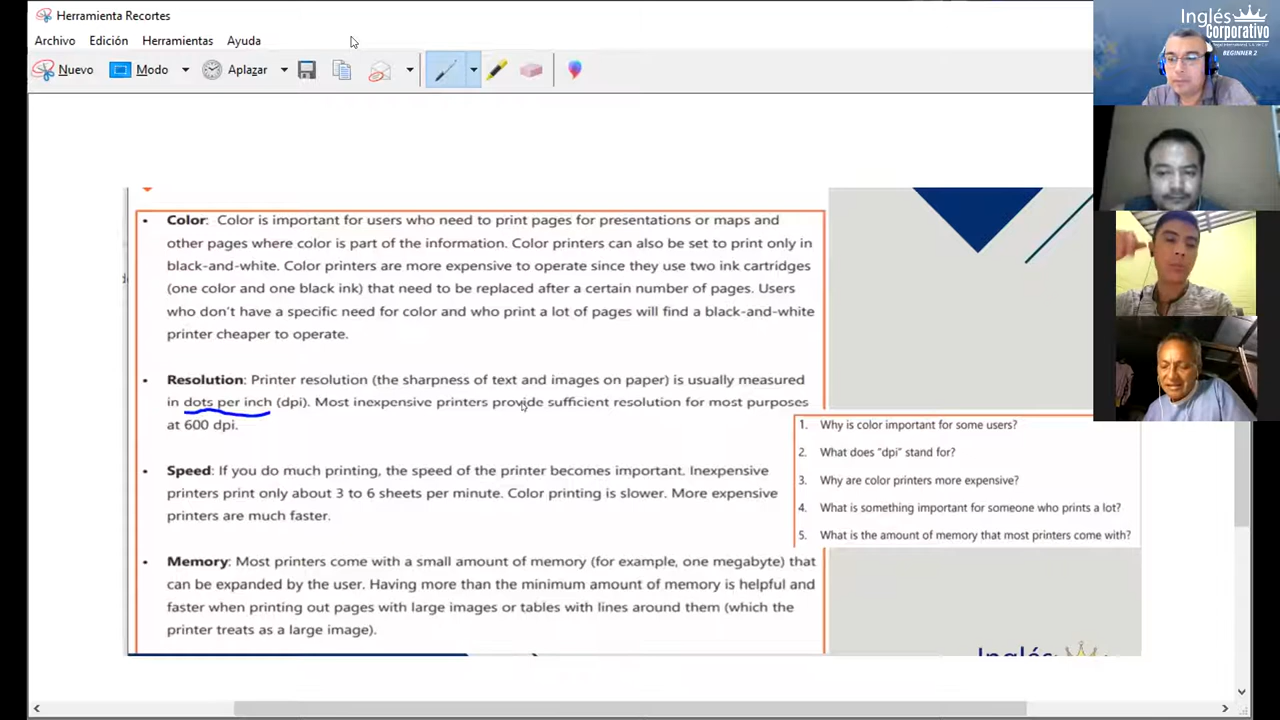 Herramienta Recortes
Archivo Edición Herramientas Ayuda
Nuevo Modo Aplazar
Inglés
Corporativo
BEGINNER 2
• Color: Color is important for users who need to print pages for presentations or maps and
other pages where color is part of the information. Color printers can also be set to print only in
black-and-white. Color printers are more expensive to operate since they use two ink cartridges
(one color and one black ink) that need to be replaced after a certain number of pages. Users
who don't have a specific need for color and who print a lot of pages will find a black-and-white
printer cheaper to operate.
• Resolution: Printer resolution (the sharpness of text and images on paper) is usually measured
in dots per inch (dpi). Most inexpensive printers provide sufficient resolution for most purposes
at 600 dpi.
• Speed: If you do much printing, the speed of the printer becomes important. Inexpensive
printers print only about 3 to 6 sheets per minute. Color printing is slower. More expensive
printers are much faster.
• Memory: Most printers come with a small amount of memory (for example, one megabyte) that
can be expanded by the user. Having more than the minimum amount of memory is helpful and
faster when printing out pages with large images or tables with lines around them (which the
printer treats as a large image).
1. Why is color important for some users?
2. What does "dpi" stand for?
3. Why are color printers more expensive?
4. What is something important for someone who prints a lot?
5. What is the amount of memory that most printers come with?
Inglés